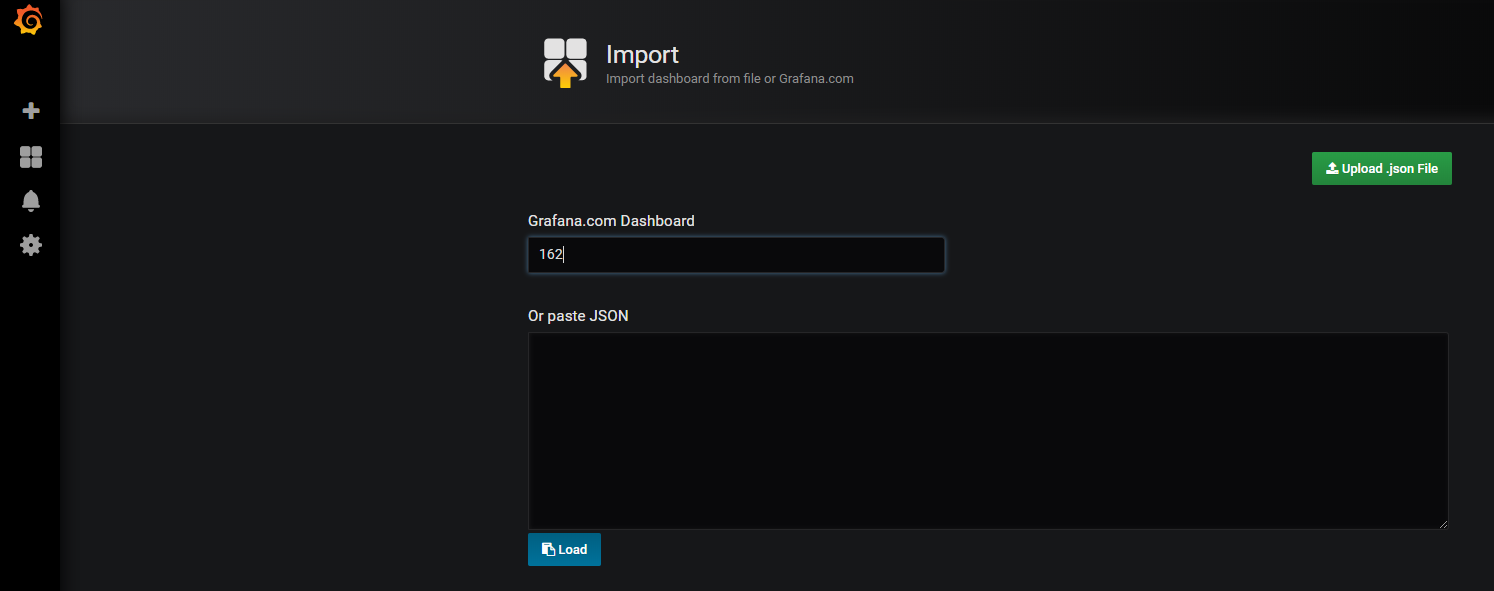 Import
Import dashboard from file or Grafana.com
Upload .json File
Grafana.com Dashboard
162
Or paste JSON
Load